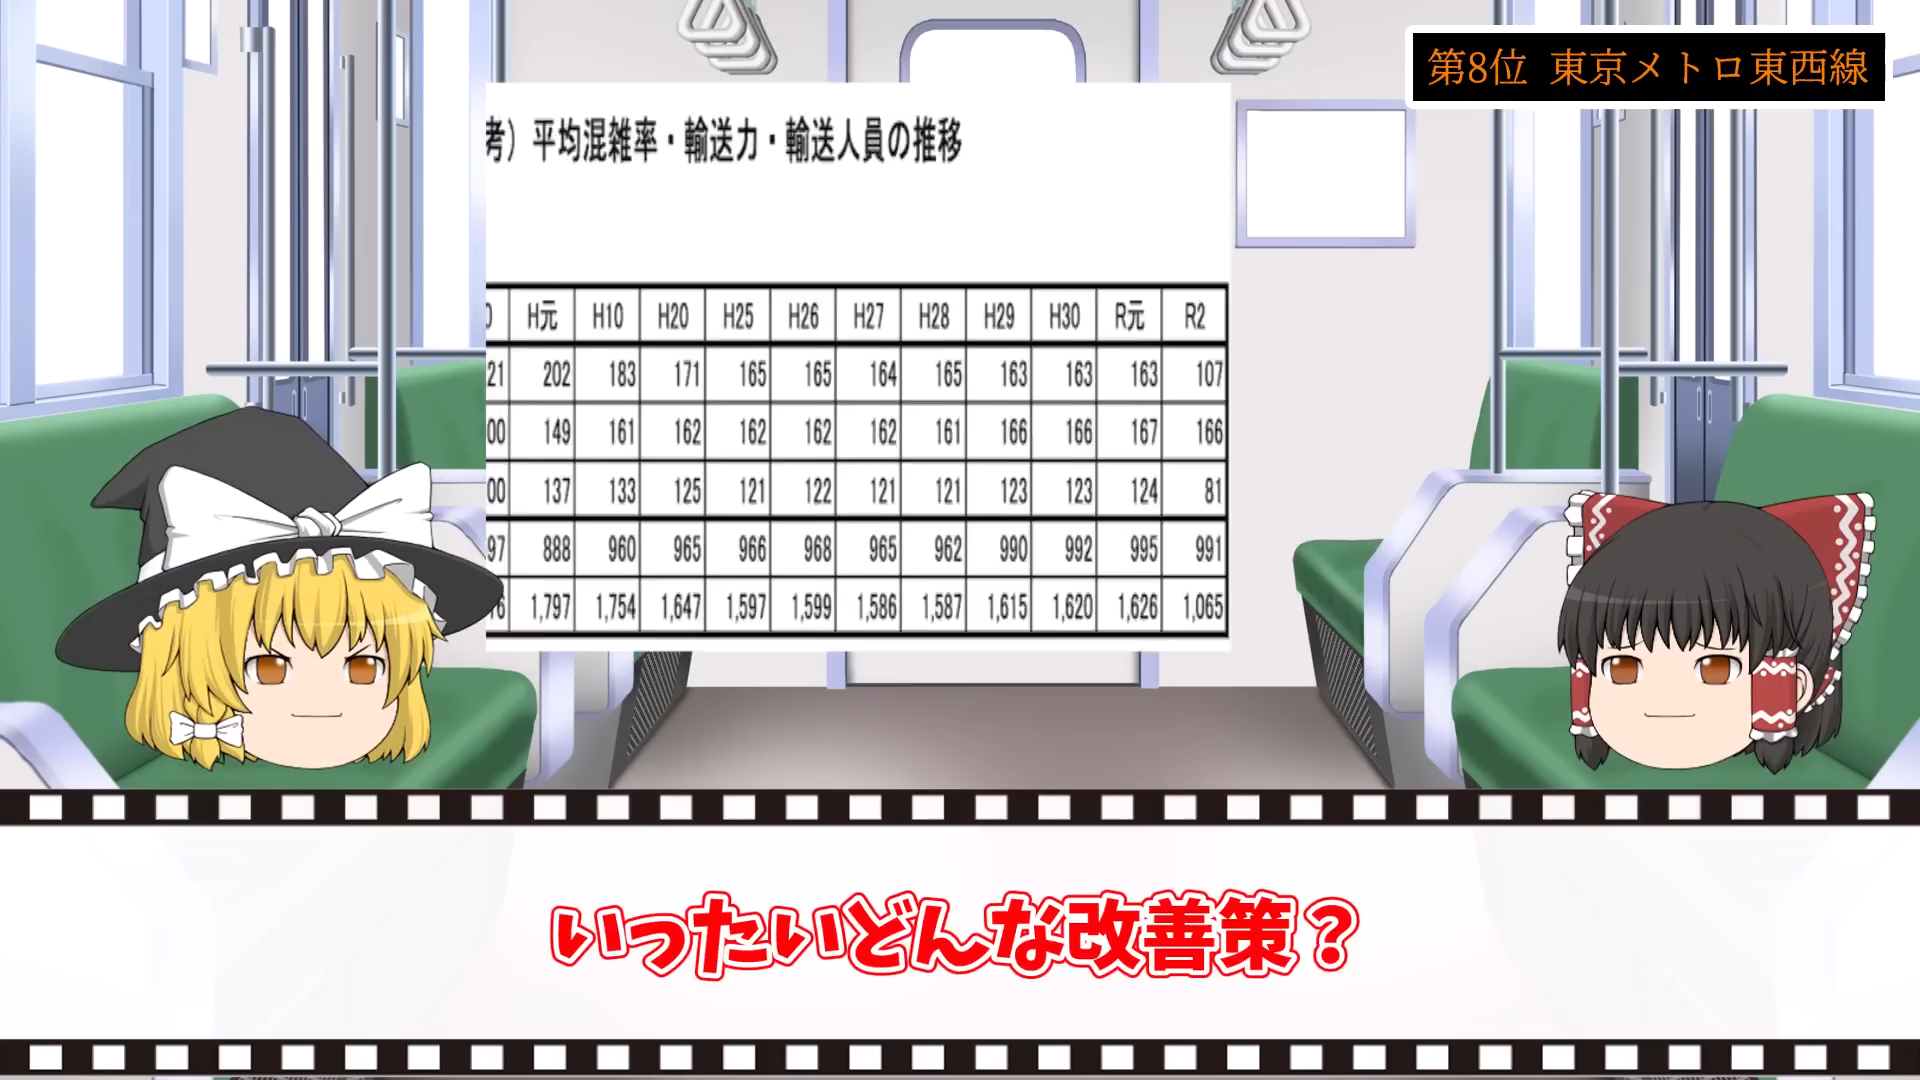 第8位 東京メトロ東西線
考）平均混雑率・輸送力・輸送人員の推移
0 H元 H10 H20 H25 H26 H27 H28 H29 H30 R元 R2
21 202 183 171 165 165 164 165 163 163 163 107
00 149 161 162 162 162 162 161 166 166 167 166
00 137 133 125 121 122 121 121 123 123 124 81
97 888 960 965 966 968 965 962 990 992 995 991
6 1,797 1,754 1,647 1,597 1,599 1,586 1,587 1,615 1,620 1,626 1,065
いったいどんな改善策？